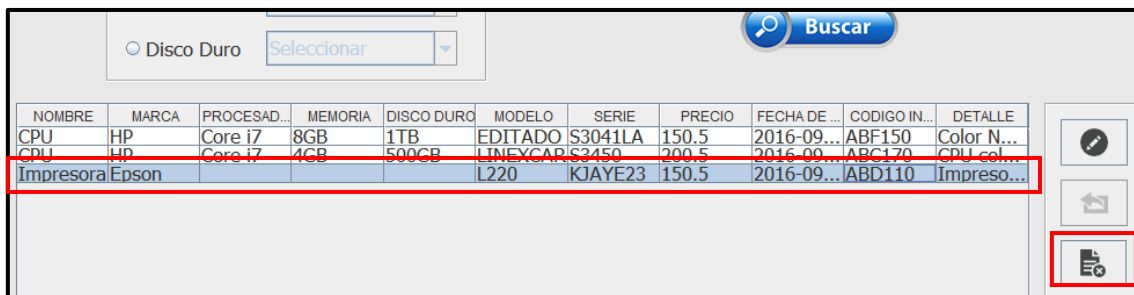 Buscar
Disco Duro Seleccionar
NOMBRE MARCA PROCESAD... MEMORIA DISCO DURO MODELO SERIE PRECIO FECHA DE ... CODIGO IN... DETALLE
CPU HP Core i7 8GB 1TB EDITADO S3041LA 150.5 2016-09... ABF150 Color N...
CPU HP Core i7 4GB 500GB LINEXCAR S3450 200.5 2016-09... ABC170 CPU col...
Impresora Epson L220 KJAYE23 150.5 2016-09... ABD110 Impreso...